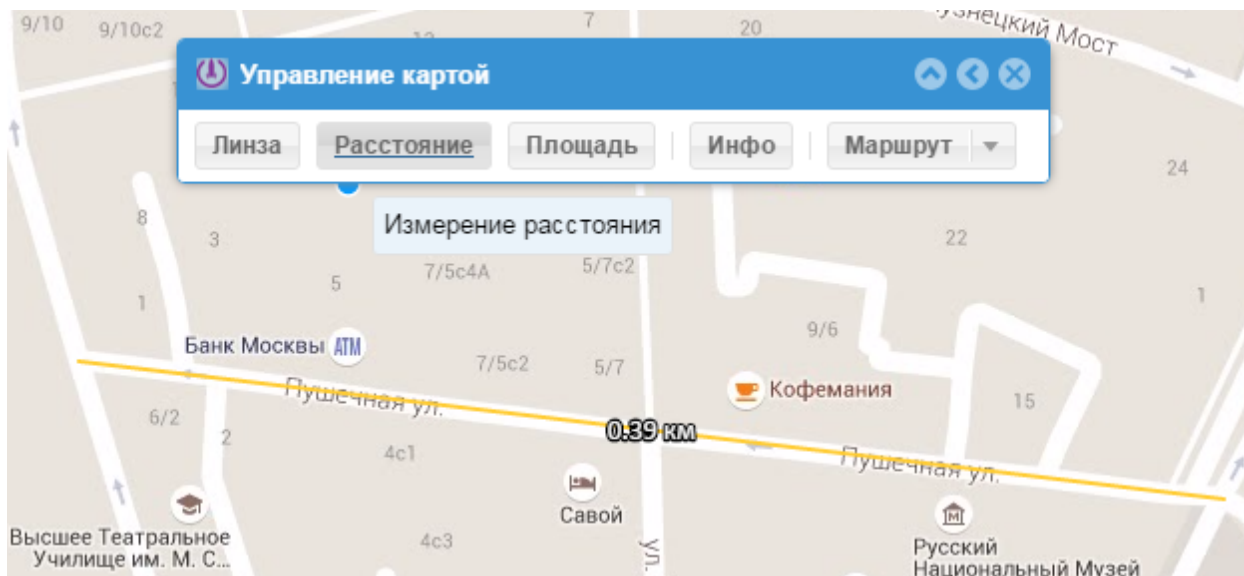 9/10
9/10с2
7
20
Мост
Управление картой
Линза
Расстояние
Площадь
Инфо
Маршрут
24
Измерение расстояния
8
3
22
7/5с4А
5/7с2
5
1
1
9/6
Банк Москвы ATM
7/5с2
5/7
Пушечная ул.
Кофемания
15
6/2
2
0.39 км
4с1
Пушечная ул.
Савой
Высшее Театральное
Училище им. М. С...
4с3
ул.
Русский
Национальный Музей